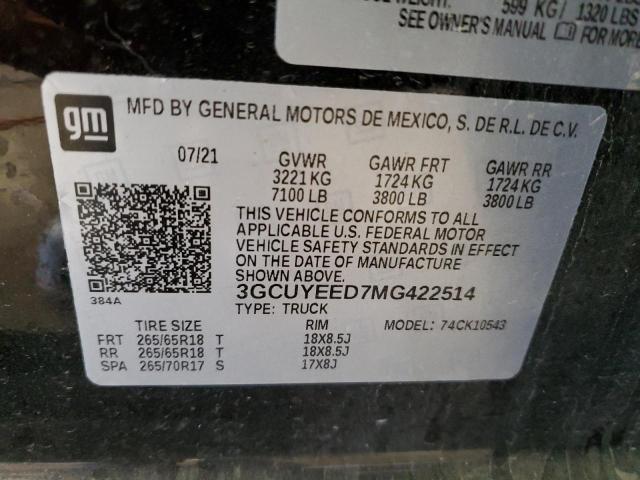 599 KG/ 1320 LBS
SEE OWNER'S MANUAL FOR MORE
gm
MFD BY GENERAL MOTORS DE MEXICO, S. DE R.L. DE C.V.
07/21 GVWR GAWR FRT GAWR RR
3221 KG 1724 KG 1724 KG
7100 LB 3800 LB 3800 LB
THIS VEHICLE CONFORMS TO ALL
APPLICABLE U.S. FEDERAL MOTOR
VEHICLE SAFETY STANDARDS IN EFFECT
ON THE DATE OF MANUFACTURE
SHOWN ABOVE.
384A
3GCUYEED7MG422514
TYPE: TRUCK
TIRE SIZE RIM MODEL: 74CK10543
FRT 265/65R18 T 18X8.5J
RR 265/65R18 T 18X8.5J
SPA 265/70R17 S 17X8J